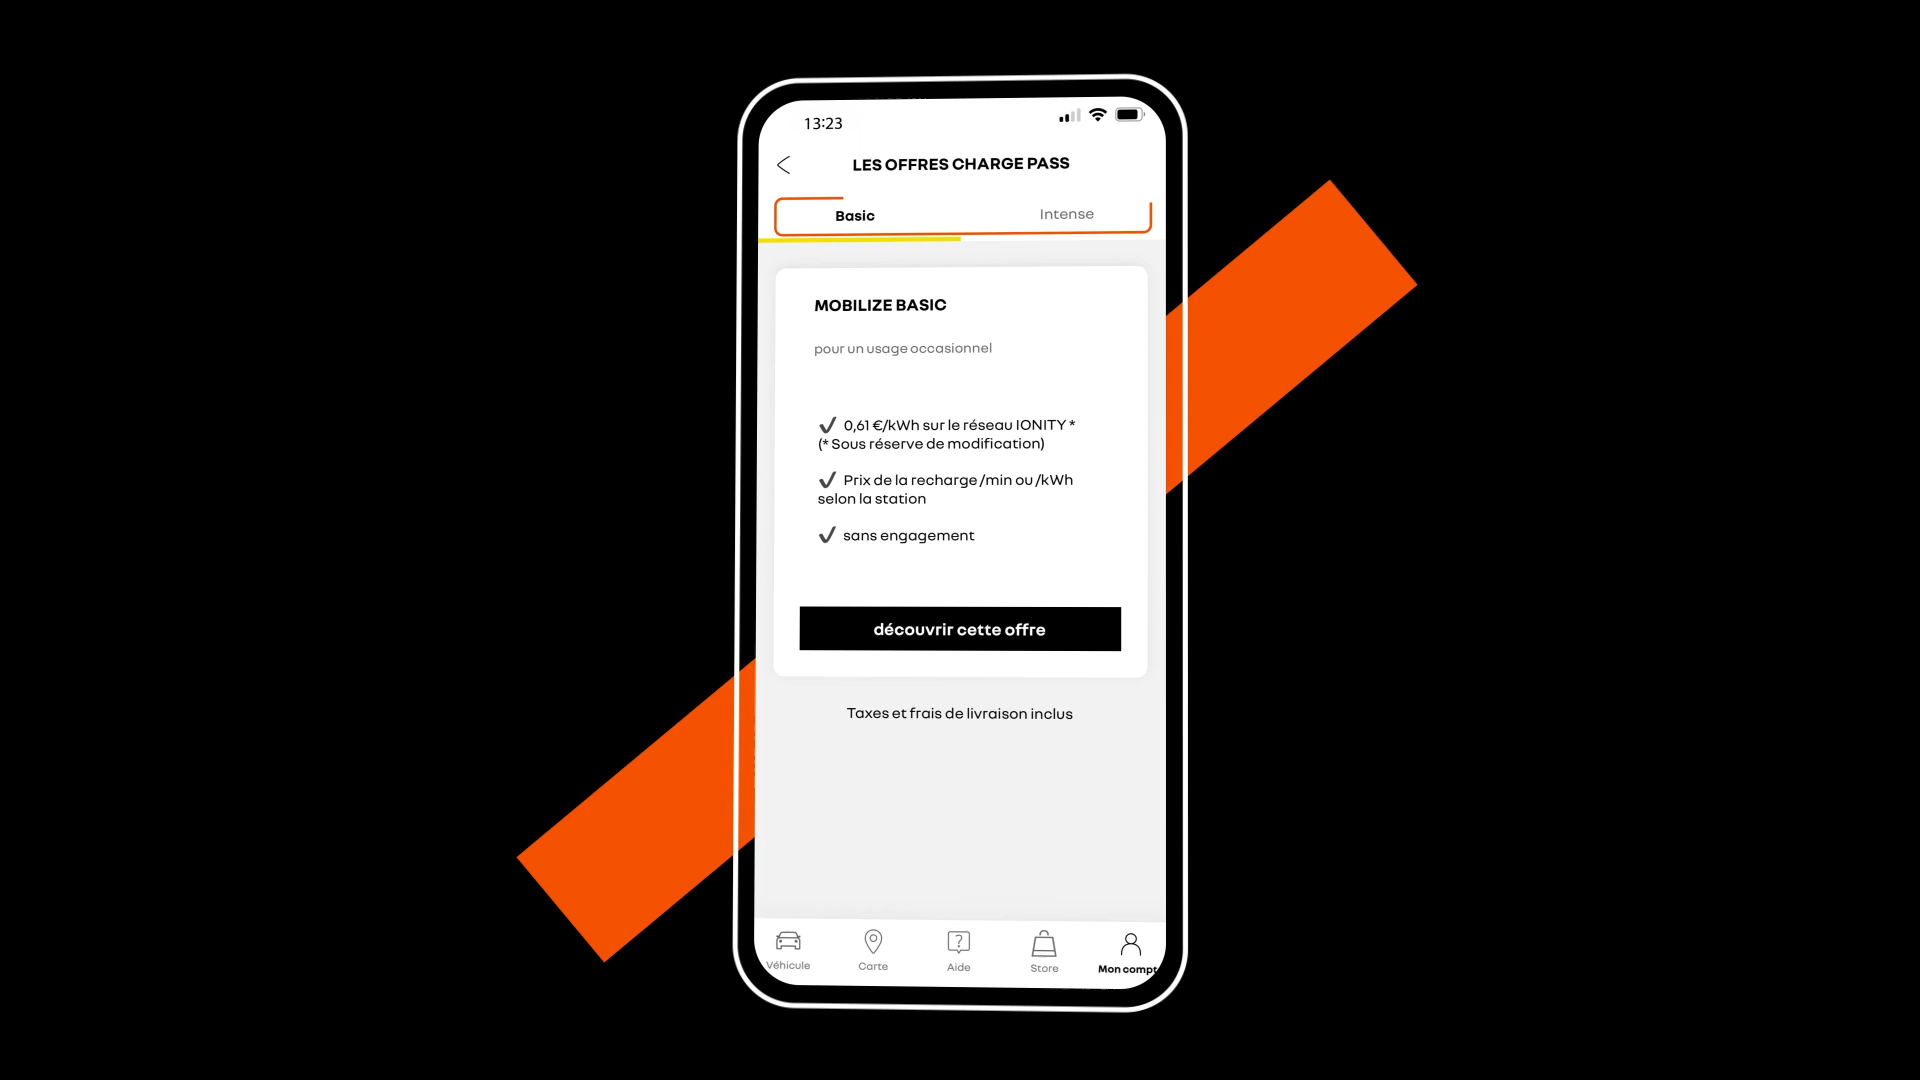 13:23
LES OFFRES CHARGE PASS
Basic
Intense
MOBILIZE BASIC
pour un usage occasionnel
✔ 0,61 €/kWh sur le réseau IONITY *
(* Sous réserve de modification)
✔ Prix de la recharge /min ou /kWh
selon la station
✔ sans engagement
découvrir cette offre
Taxes et frais de livraison inclus
Véhicule
Carte
Aide
Store
Mon compt